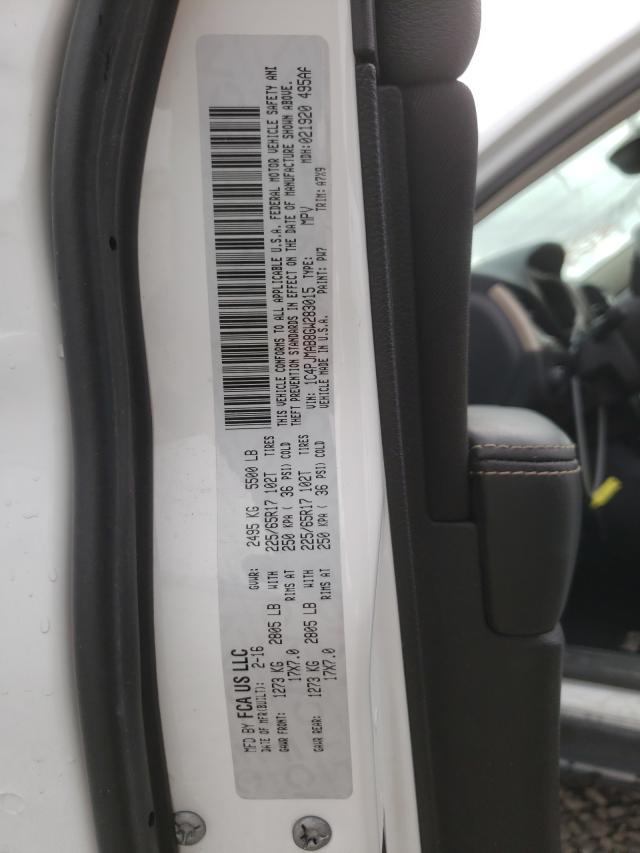 MFD BY FCA US LLC
DATE OF MFR(BUILT): 2-16 GVWR: 2495 KG 5500 LB
GAWR FRONT: 1273 KG 2805 LB WITH 225/65R17 102T TIRES
17X7.0 RIMS AT 250 KPA ( 36 PSI) COLD
GAWR REAR: 1273 KG 2805 LB WITH 225/65R17 102T TIRES
17X7.0 RIMS AT 250 KPA ( 36 PSI) COLD
THIS VEHICLE CONFORMS TO ALL APPLICABLE U.S.A. FEDERAL MOTOR VEHICLE SAFETY AND
THEFT PREVENTION STANDARDS IN EFFECT ON THE DATE OF MANUFACTURE SHOWN ABOVE.
VIN: 1C4PJMAB8GW283015 TYPE: MPV MDH:021920 495AF
VEHICLE MADE IN U.S.A. PAINT: PW7 TRIM: A7X9